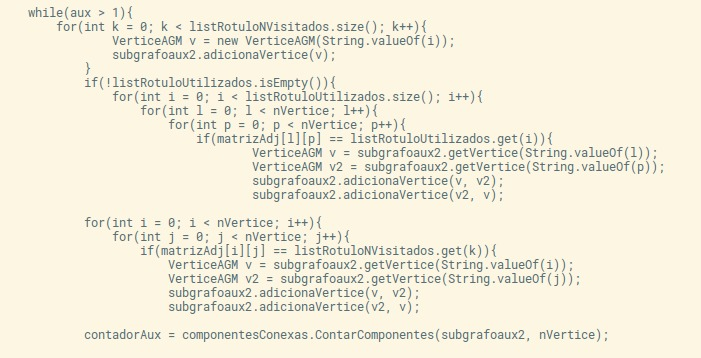 while(aux > 1){
for(int k = 0; k < listRotuloNVisitados.size(); k++){
VerticeAGM v = new VerticeAGM(String.valueOf(i));
subgrafoaux2.adicionaVertice(v);
}
if(!listRotuloUtilizados.isEmpty()){
for(int i = 0; i < listRotuloUtilizados.size(); i++){
for(int l = 0; l < nVertice; l++){
for(int p = 0; p < nVertice; p++){
if(matrizAdj[l][p] == listRotuloUtilizados.get(i)){
VerticeAGM v = subgrafoaux2.getVertice(String.valueOf(l));
VerticeAGM v2 = subgrafoaux2.getVertice(String.valueOf(p));
subgrafoaux2.adicionaVertice(v, v2);
subgrafoaux2.adicionaVertice(v2, v);
for(int i = 0; i < nVertice; i++){
for(int j = 0; j < nVertice; j++){
if(matrizAdj[i][j] == listRotuloNVisitados.get(k)){
VerticeAGM v = subgrafoaux2.getVertice(String.valueOf(i));
VerticeAGM v2 = subgrafoaux2.getVertice(String.valueOf(j));
subgrafoaux2.adicionaVertice(v, v2);
subgrafoaux2.adicionaVertice(v2, v);
contadorAux = componentesConexas.ContarComponentes(subgrafoaux2, nVertice);